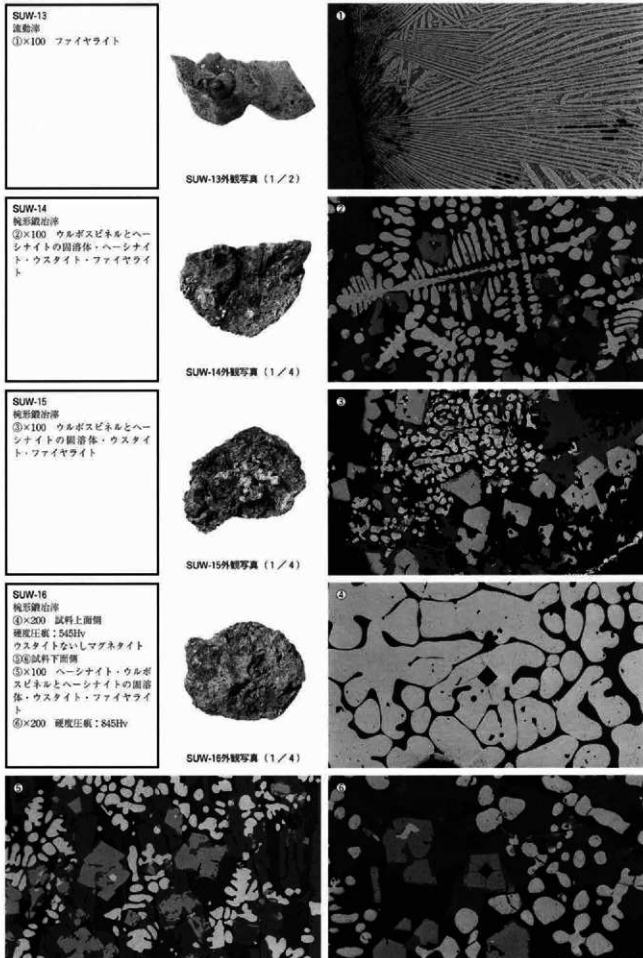 SUW-13
流動滓
①×100 ファイヤライト
SUW-13外観写真（1／2）
①
SUW-14
椀形鍛冶滓
②×100 ウルボスピネルとヘー
シナイトの固溶体・ヘーシナイ
ト・ウスタイト・ファイヤライ
ト
SUW-14外観写真（1／4）
②
SUW-15
椀形鍛冶滓
③×100 ウルボスピネルとヘー
シナイトの固溶体・ウスタイ
ト・ファイヤライト
SUW-15外観写真（1／4）
③
SUW-16
椀形鍛冶滓
④×200 試料上面側
硬度圧痕：545Hv
ウスタイトないしマグネタイト
⑤⑥試料下面側
⑤×100 ヘーシナイト・ウルボ
スピネルとヘーシナイトの固溶
体・ウスタイト・ファイヤライ
ト
⑥×200 硬度圧痕：845Hv
SUW-16外観写真（1／4）
④
⑤
⑥